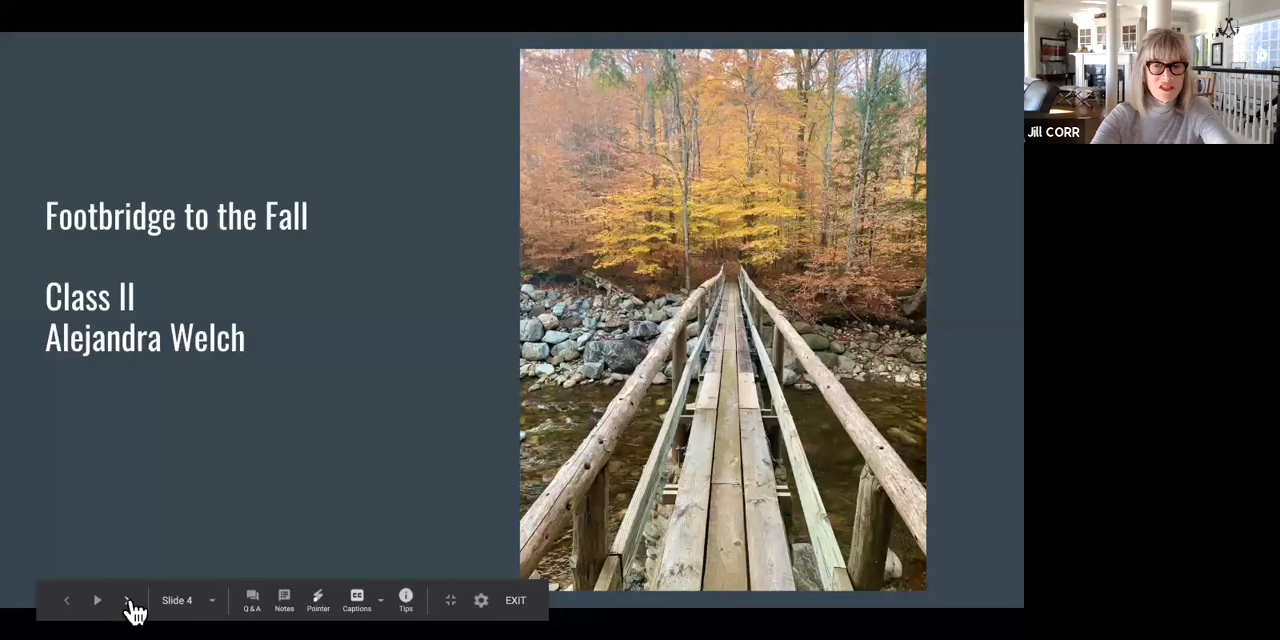 Footbridge to the Fall
Class II
Alejandra Welch
Jill CORR
Slide 4
Q & A
Notes
Pointer
Captions
Tips
EXIT